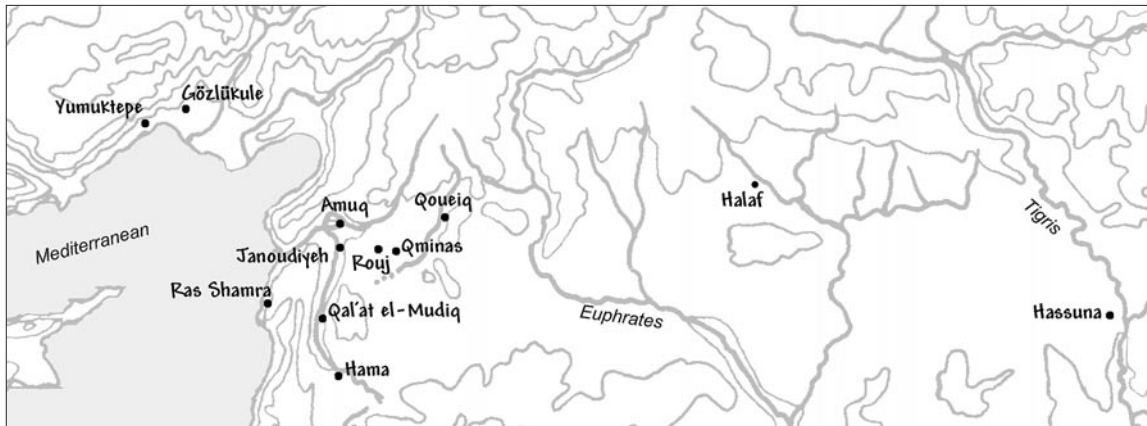 Gözlükule
Yumuktepe
Halaf
Amuq
Qoueiq
Tigris
Mediterranean
Janoudiyeh
Rouj
Qminas
Ras Shamra
Qal'at el-Mudiq
Euphrates
Hassuna
Hama